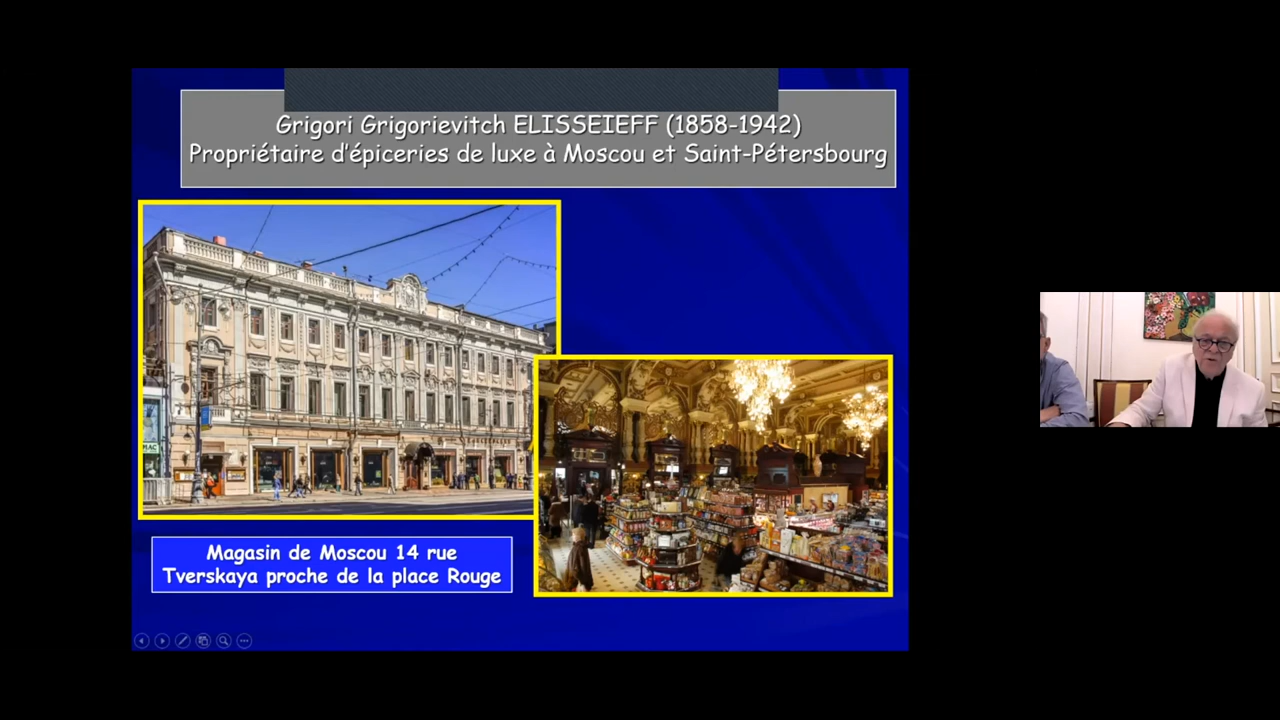 Grigori Grigorievitch ELISSEIEFF (1858-1942)
Propriétaire d'épiceries de luxe à Moscou et Saint-Pétersbourg
MAC
Magasin de Moscou 14 rue
Tverskaya proche de la place Rouge